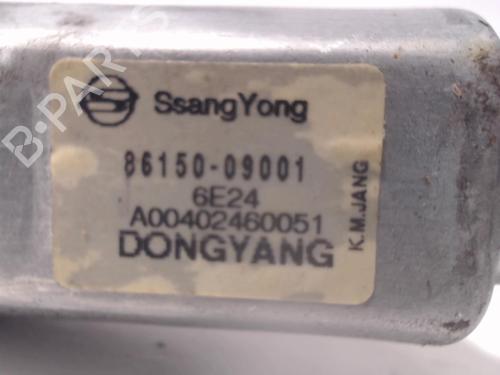 SsangYong
86150-09001
6E24
A00402460051
DONGYANG
K.M.JANG
B-PARTS